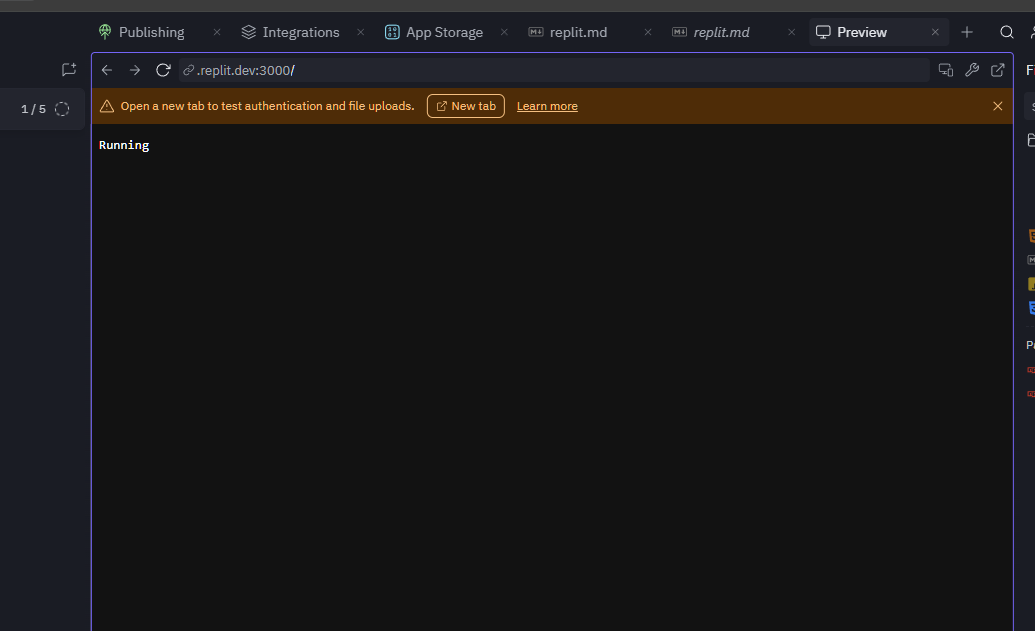 Publishing
Integrations
App Storage
replit.md
replit.md
Preview
.replit.dev:3000/
1 / 5
Open a new tab to test authentication and file uploads.
New tab
Learn more
Running